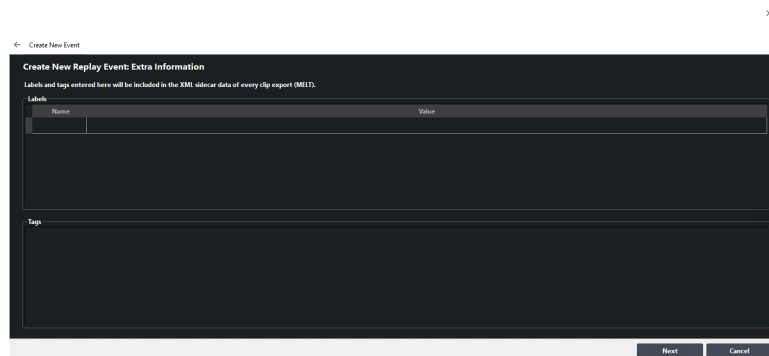 Create New Event
Create New Replay Event: Extra Information
Labels and tags entered here will be included in the XML sidecar data of every clip export (MELT).
Labels
Name Value
Tags
Next Cancel